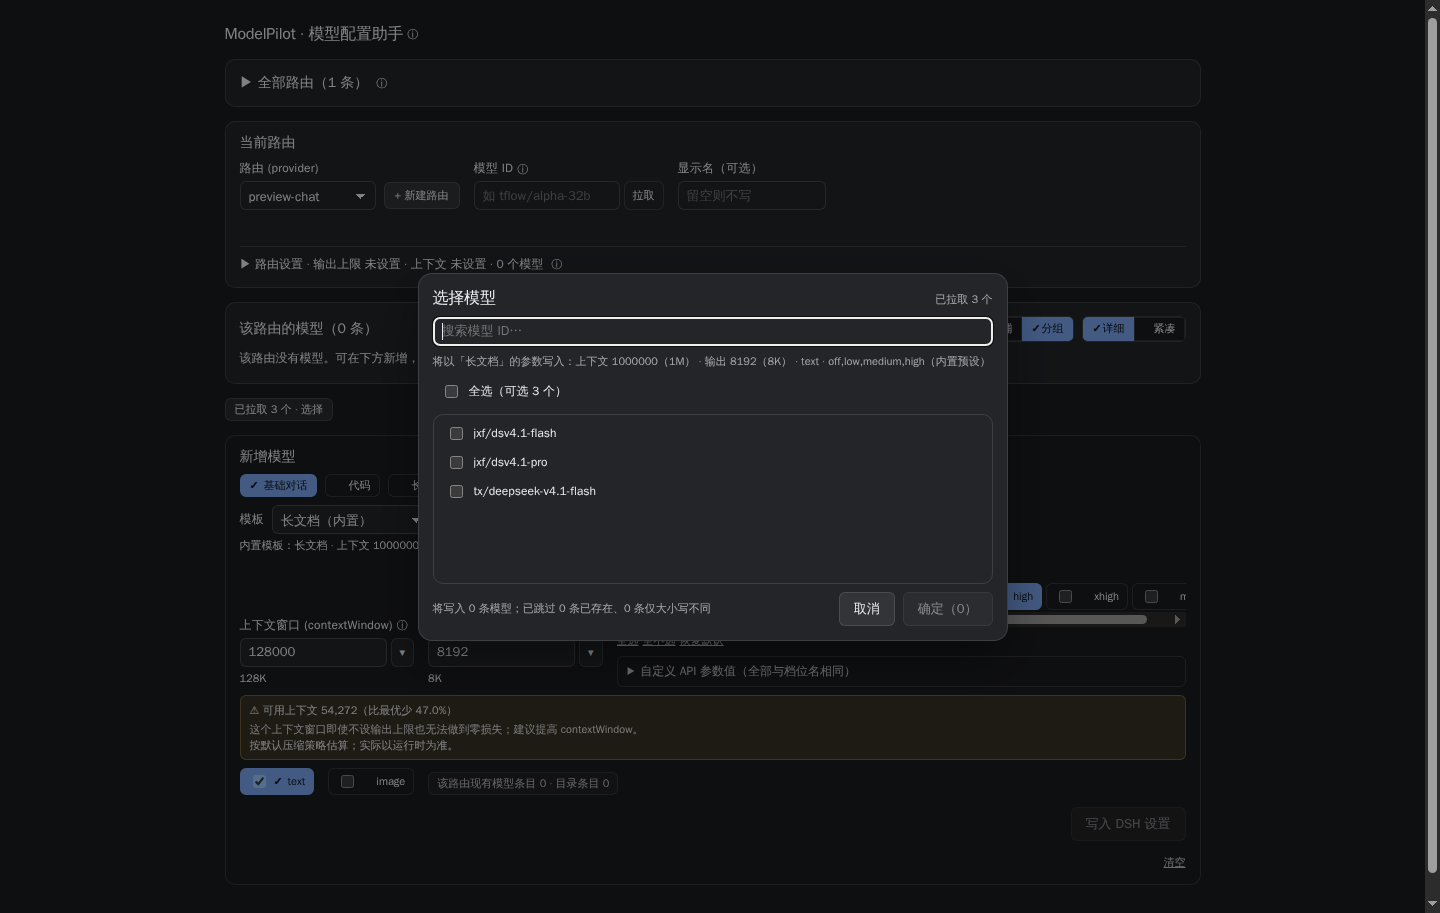 ModelPilot · 模型配置助手 ⓘ
▶ 全部路由（1 条） ⓘ
当前路由
路由 (provider) 模型 ID ⓘ 显示名（可选）
preview-chat + 新建路由 如 tflow/alpha-32b 拉取 留空则不写
▶ 路由设置 · 输出上限 未设置 · 上下文 未设置 · 0 个模型 ⓘ
该路由的模型（0 条） ✓分组 ✓详细 紧凑
该路由没有模型。可在下方新增，
已拉取 3 个 · 选择
选择模型 已拉取 3 个
搜索模型 ID…
将以「长文档」的参数写入：上下文 1000000（1M） · 输出 8192（8K） · text · off,low,medium,high（内置预设）
全选（可选 3 个）
jxf/dsv4.1-flash
jxf/dsv4.1-pro
tx/deepseek-v4.1-flash
将写入 0 条模型；已跳过 0 条已存在、0 条仅大小写不同 取消 确定（0）
新增模型
✓ 基础对话 代码
模板 长文档（内置）
内置模板：长文档 · 上下文 1000000
high xhigh
上下文窗口 (contextWindow) ⓘ
128000 ▼ 8192 ▼
128K 8K
▶ 自定义 API 参数值（全部与档位名相同）
⚠ 可用上下文 54,272（比最优少 47.0%）
这个上下文窗口即使不设输出上限也无法做到零损失；建议提高 contextWindow。
按默认压缩策略估算；实际以运行时为准。
✓ text image 该路由现有模型条目 0 · 目录条目 0
写入 DSH 设置
清空